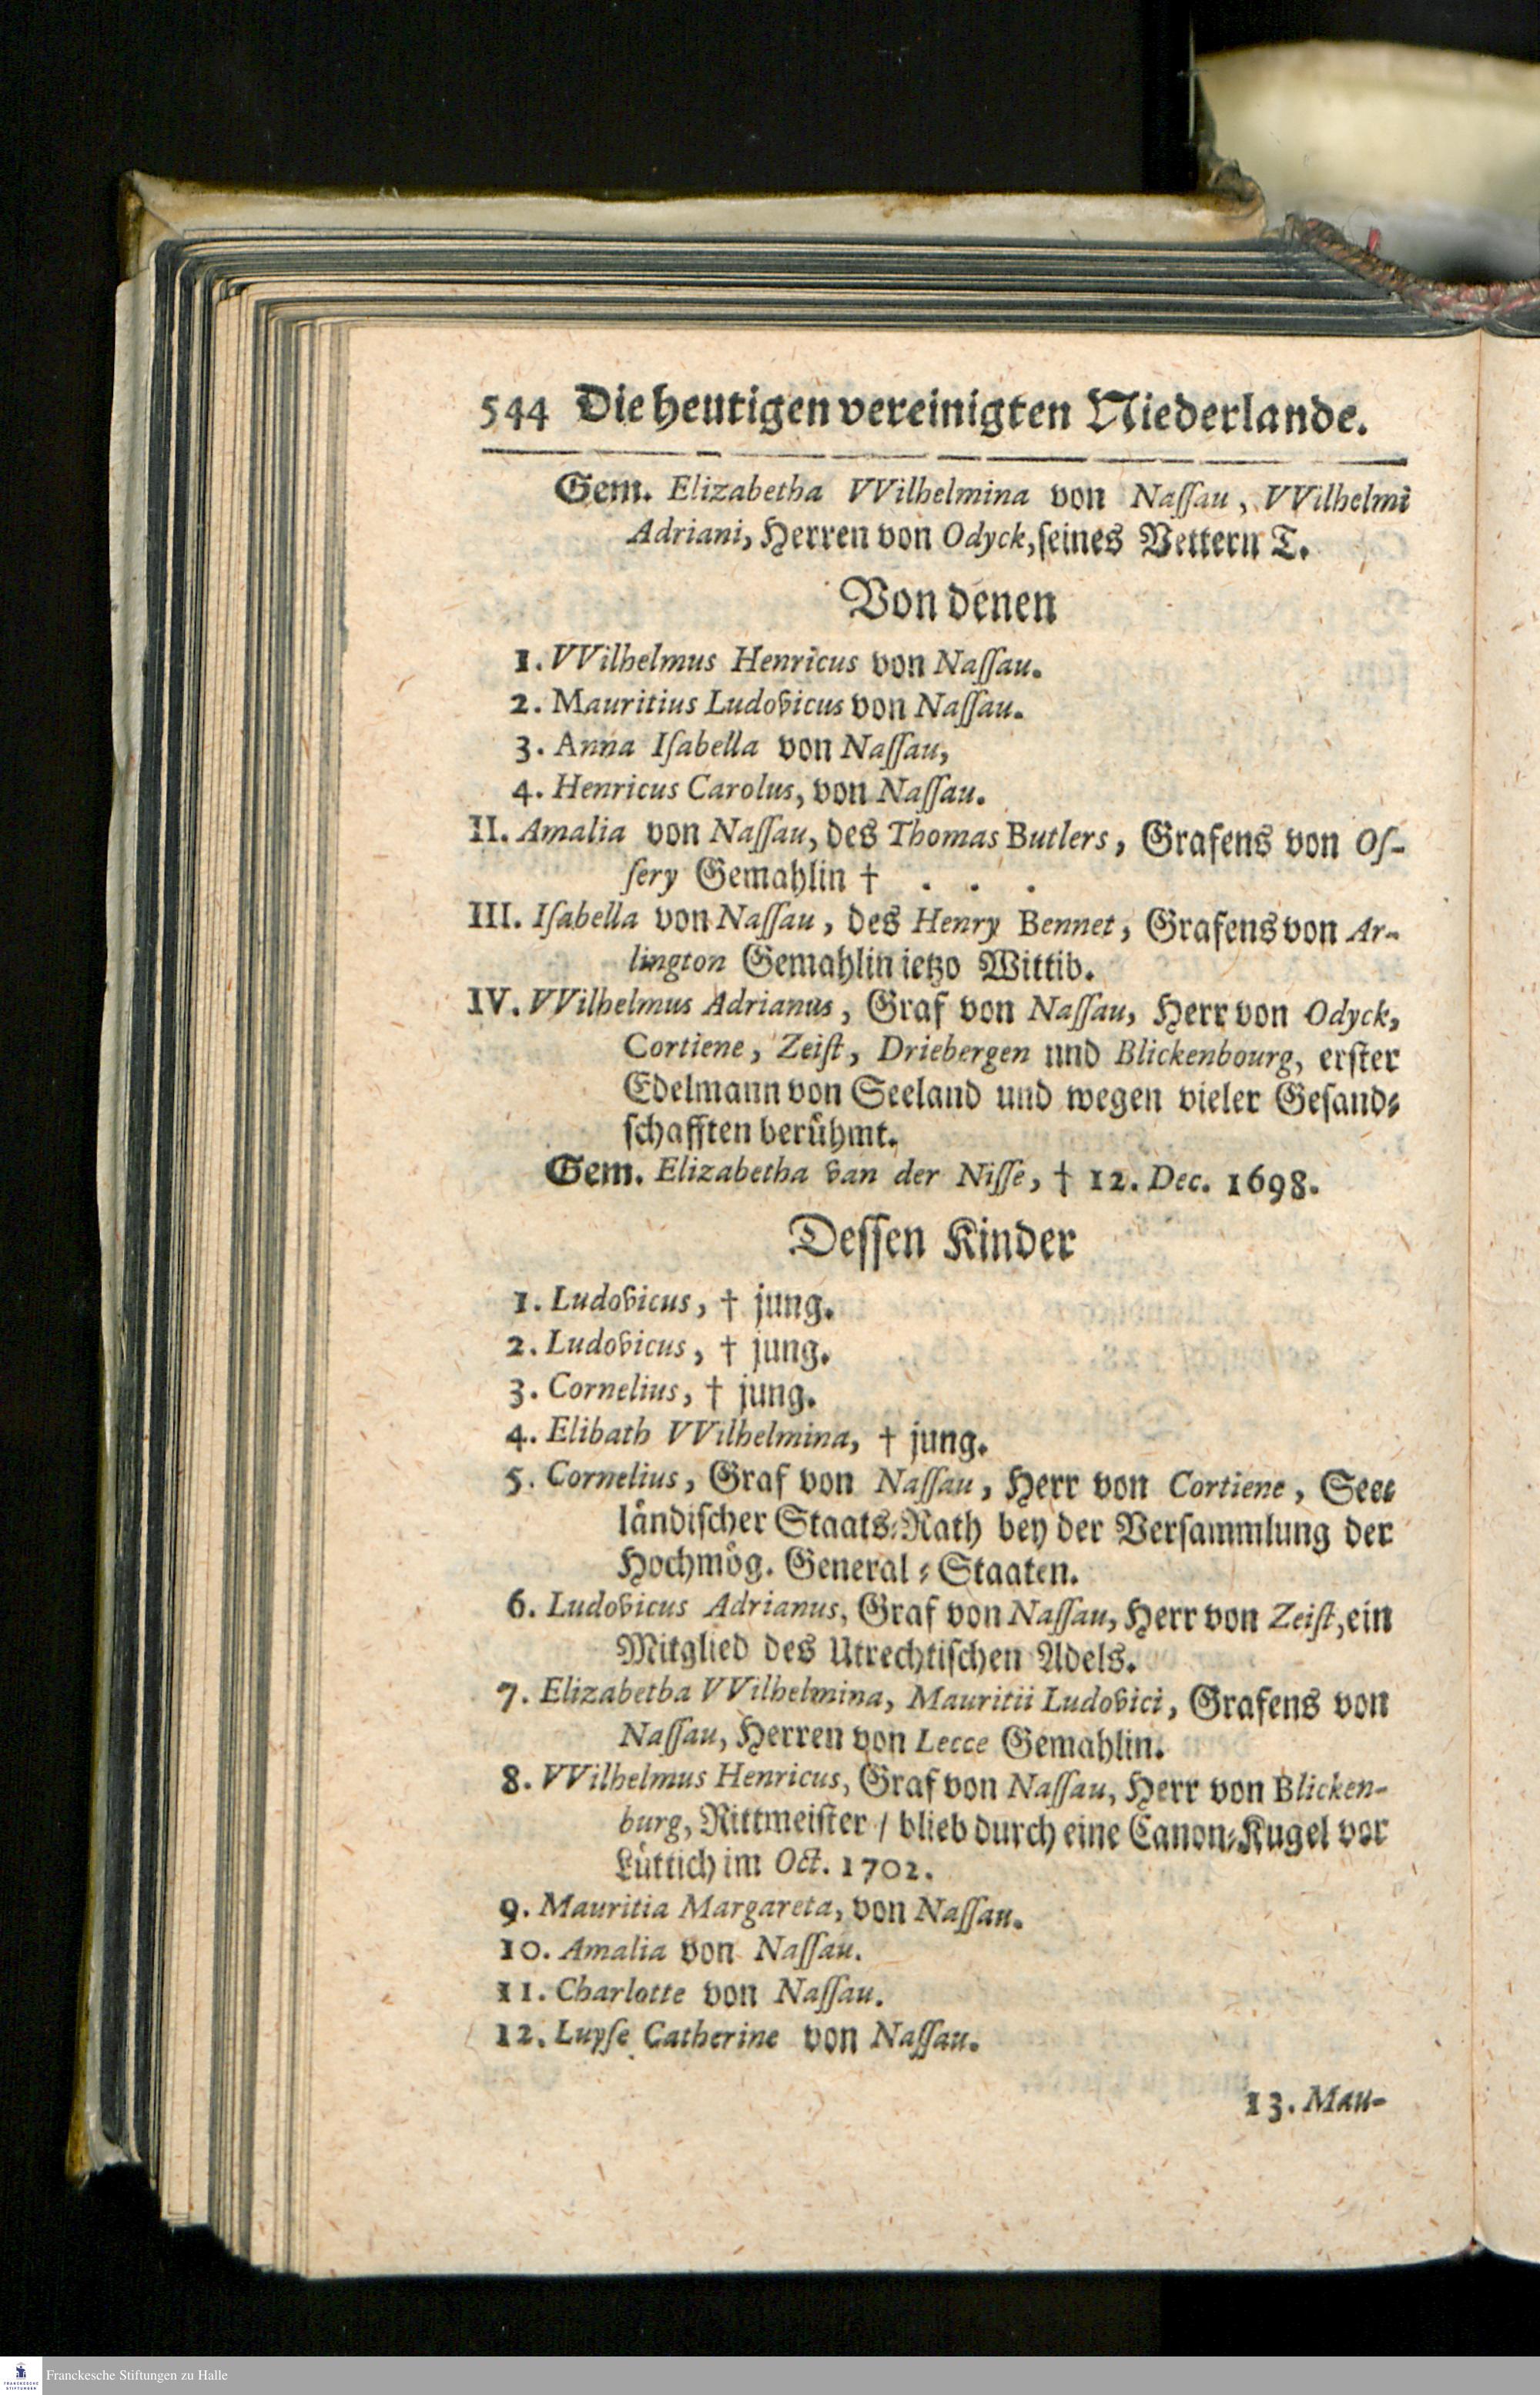 544 Die heutigen vereinigten Niederlande.
Gem. Elizabetha VVilhelmina von Naſſau, VVilhelmi
Adriani, Herren von Odyck, ſeines Vettern T.
Von denen
1. VVilhelmus Henricus von Naſſau.
2. Mauritius Ludovicus von Naſſau.
3. Anna Iſabella von Naſſau,
4. Henricus Carolus, von Naſſau.
II. Amalia von Naſſau, des Thomas Butlers, Grafens von Oſ-
ſery Gemahlin † . . .
III. Iſabella von Naſſau, des Henry Bennet, Grafens von Ar-
lington Gemahlin ietzo Wittib.
IV. VVilhelmus Adrianus, Graf von Naſſau, Herr von Odyck,
Cortiene, Zeiſt, Driebergen und Blickenbourg, erſter
Edelmann von Seeland und wegen vieler Geſand-
ſchafften berühmt.
Gem. Elizabetha van der Niſſe, † 12. Dec. 1698.
Deſſen Kinder
1. Ludovicus, † jung.
2. Ludovicus, † jung.
3. Cornelius, † jung.
4. Elibath VVilhelmina, † jung.
5. Cornelius, Graf von Naſſau, Herr von Cortiene, See-
ländiſcher Staats-Rath bey der Verſammlung der
Hochmög. General-Staaten.
6. Ludovicus Adrianus, Graf von Naſſau, Herr von Zeiſt, ein
Mitglied des Utrechtiſchen Adels.
7. Elizabetha VVilhelmina, Mauritii Ludovici, Grafens von
Naſſau, Herren von Lecce Gemahlin.
8. VVilhelmus Henricus, Graf von Naſſau, Herr von Blicken-
burg, Rittmeiſter / blieb durch eine Canon-Kugel vor
Lüttich im Oct. 1702.
9. Mauritia Margareta, von Naſſau.
10. Amalia von Naſſau.
11. Charlotte von Naſſau.
12. Luyſe Catherine von Naſſau.
13. Mau-
Franckesche Stiftungen zu Halle
FRANCKESCHE
STIFTUNGEN